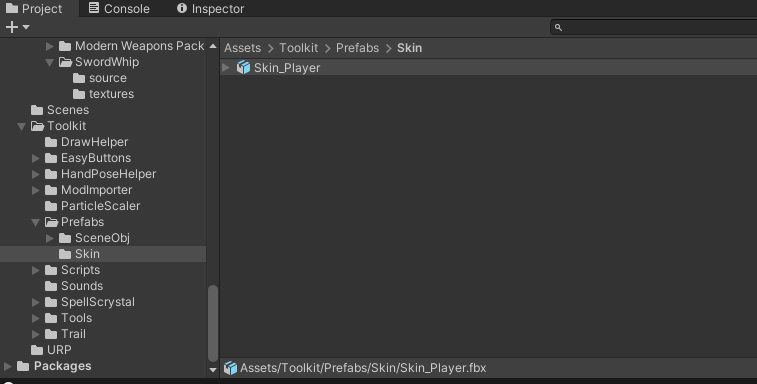 Project Console Inspector
Modern Weapons Pack
SwordWhip
source
textures
Scenes
Toolkit
DrawHelper
EasyButtons
HandPoseHelper
ModImporter
ParticleScaler
Prefabs
SceneObj
Skin
Scripts
Sounds
SpellScrystal
Tools
Trail
URP
Packages
Assets > Toolkit > Prefabs > Skin
Skin_Player
Assets/Toolkit/Prefabs/Skin/Skin_Player.fbx